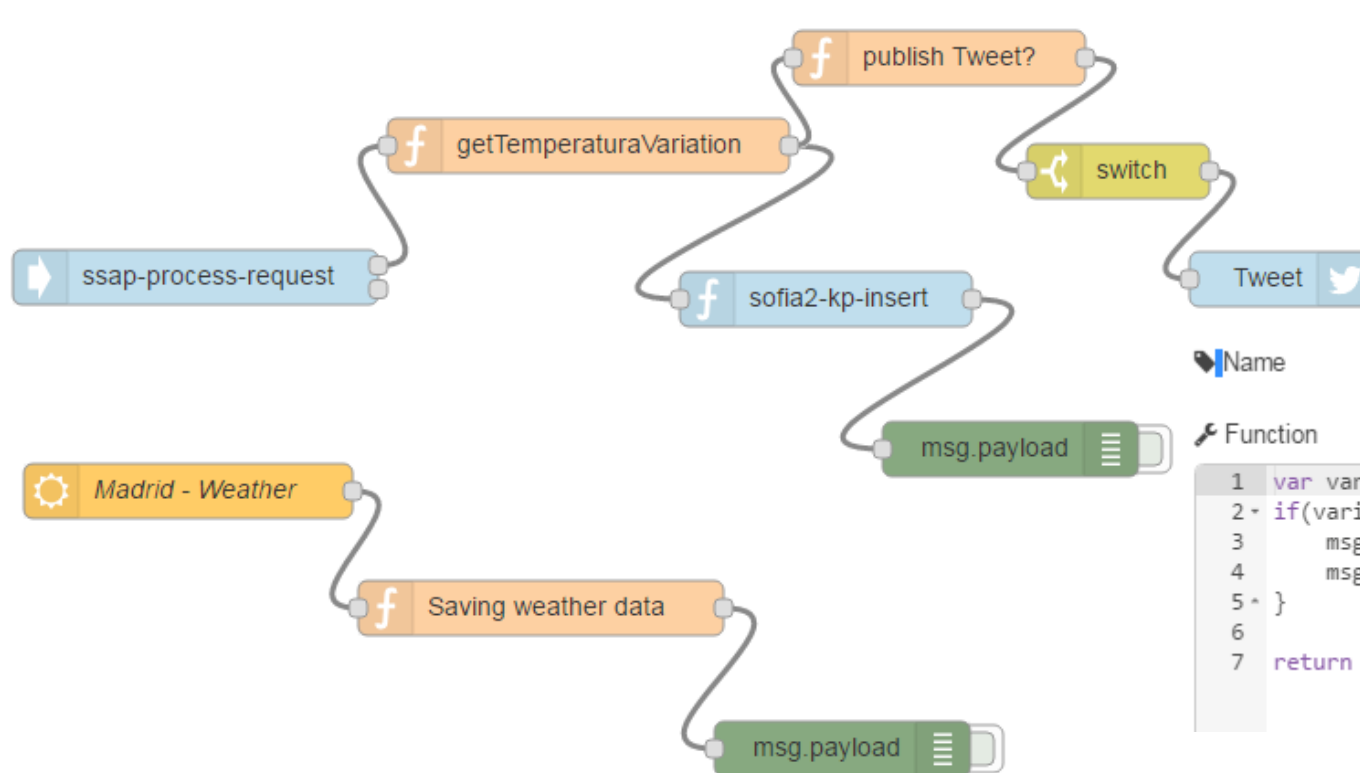 publish Tweet?
getTemperaturaVariation
switch
ssap-process-request
Tweet
sofia2-kp-insert
Name
Function
msg.payload
Madrid - Weather
1 var var
2 if(vari
3 msg
4 msg
5 }
6
7 return
Saving weather data
msg.payload